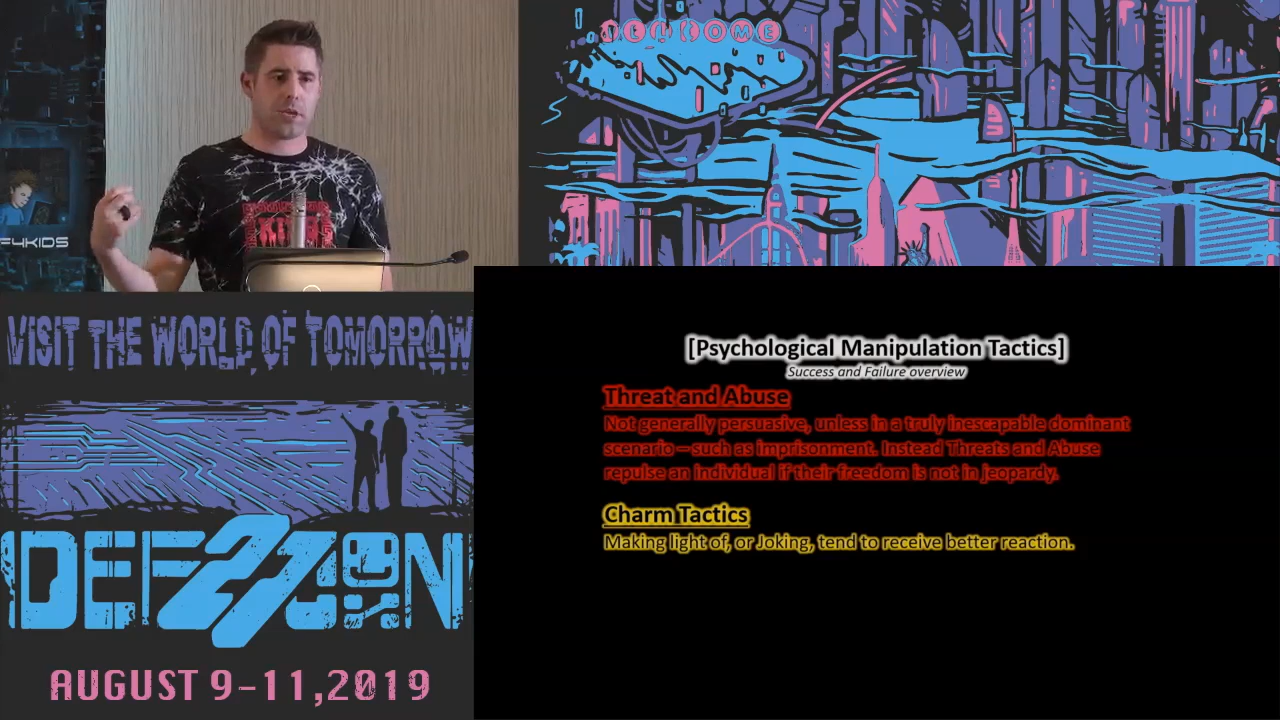 WELCOME
F4KIDS
VISIT THE WORLD OF TOMORROW
DEF 27 CON
AUGUST 9-11,2019
[Psychological Manipulation Tactics]
Success and Failure overview
Threat and Abuse
Not generally persuasive, unless in a truly inescapable dominant
scenario – such as imprisonment. Instead Threats and Abuse
repulse an individual if their freedom is not in jeopardy.
Charm Tactics
Making light of, or Joking, tend to receive better reaction.